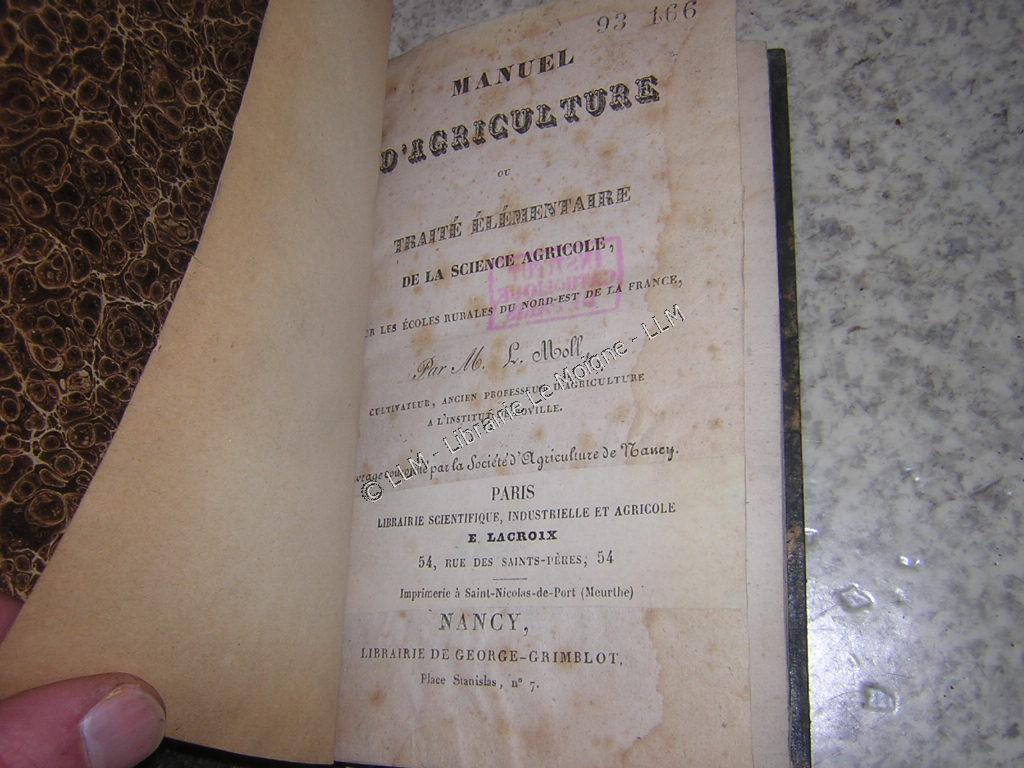 93 166
MANUEL
D'AGRICULTURE
OU
TRAITÉ ÉLÉMENTAIRE
DE LA SCIENCE AGRICOLE,
LES ÉCOLES RURALES DU NORD-EST DE LA FRANCE,
Par M. L. Moll,
CULTIVATEUR, ANCIEN PROFESSEUR D'AGRICULTURE
A L'INSTITUT
© LLM - Librairie Le Moigne - LLM
par la Société d'Agriculture de Nancy.
PARIS
LIBRAIRIE SCIENTIFIQUE, INDUSTRIELLE ET AGRICOLE
E. LACROIX
54, RUE DES SAINTS-PÈRES, 54
Imprimerie à Saint-Nicolas-de-Port (Meurthe)
NANCY,
LIBRAIRIE DE GEORGE-GRIMBLOT,
Place Stanislas, nº 7.